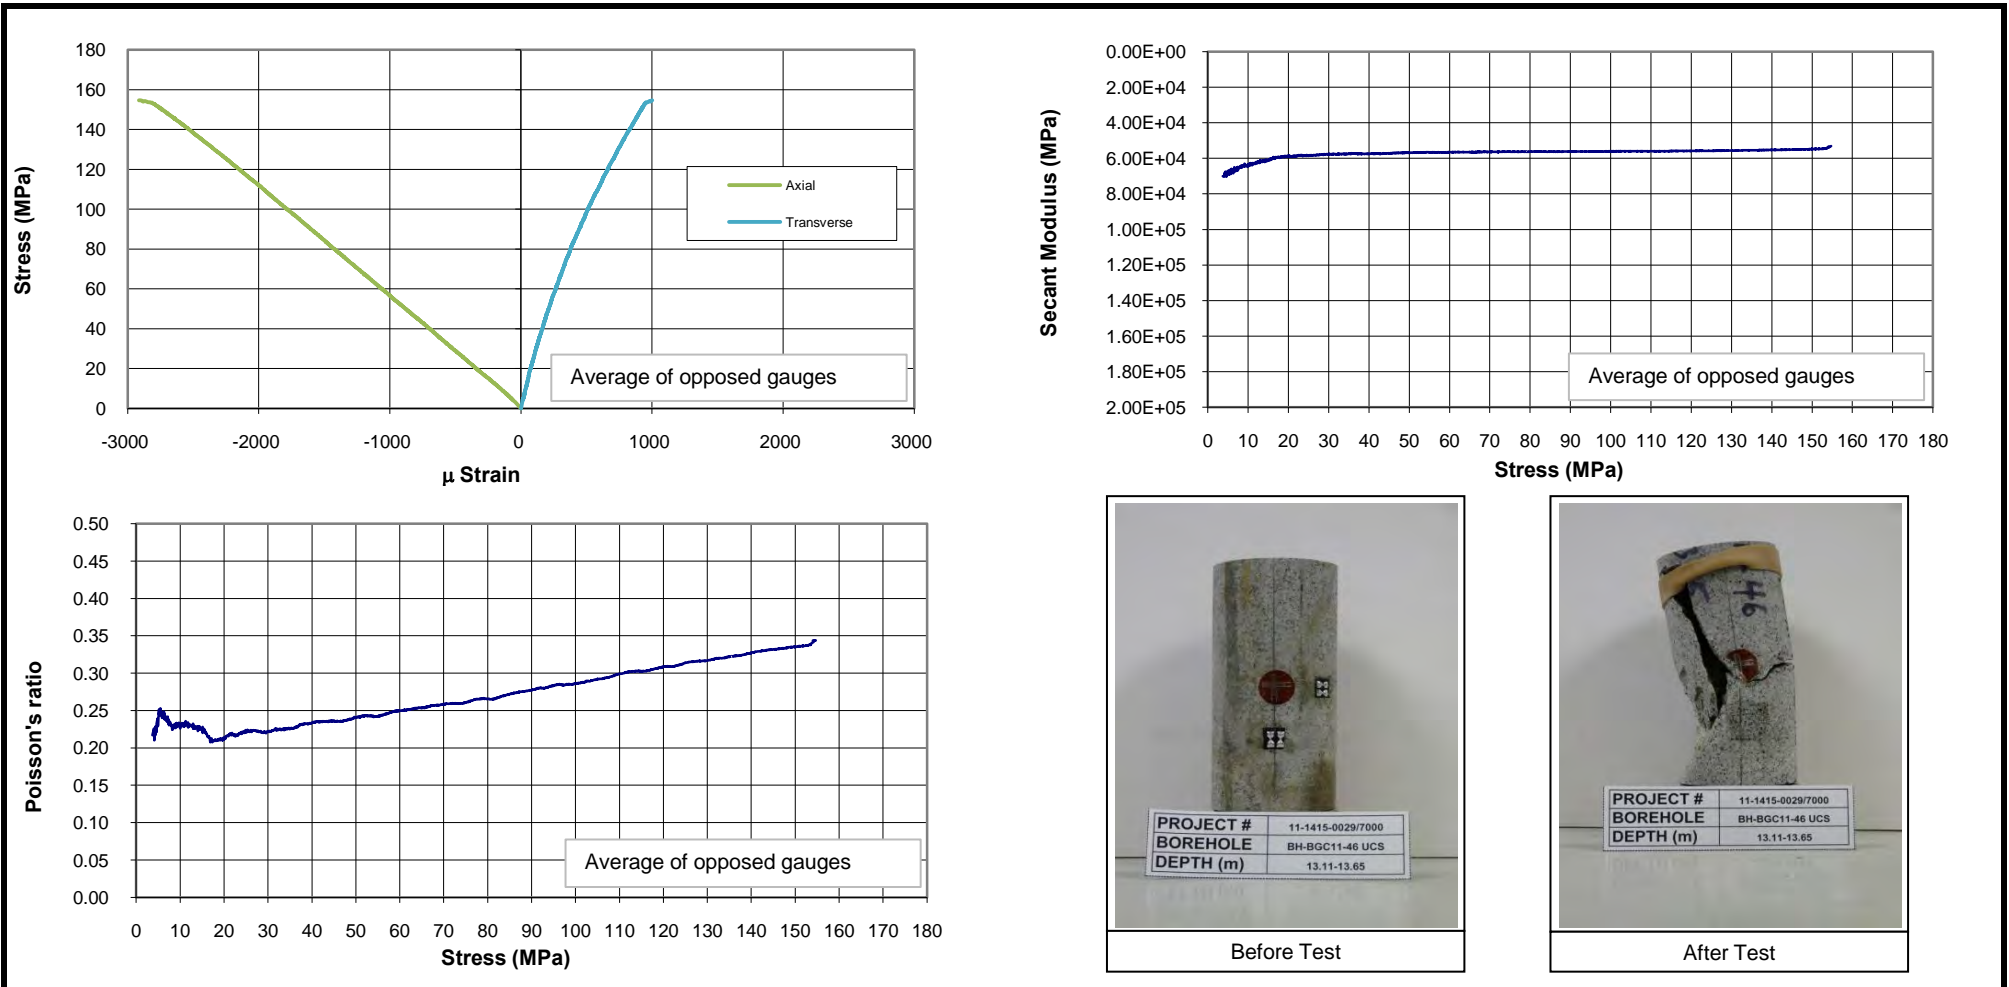 180
160
140
120
100
80
60
40
20
0
Stress (MPa)
Axial
Transverse
Average of opposed gauges
-3000 -2000 -1000 0 1000 2000 3000
μ Strain
0.00E+00
2.00E+04
4.00E+04
6.00E+04
8.00E+04
1.00E+05
1.20E+05
1.40E+05
1.60E+05
1.80E+05
2.00E+05
Secant Modulus (MPa)
Average of opposed gauges
0 10 20 30 40 50 60 70 80 90 100 110 120 130 140 150 160 170 180
Stress (MPa)
0.50
0.45
0.40
0.35
0.30
0.25
0.20
0.15
0.10
0.05
0.00
Poisson's ratio
Average of opposed gauges
0 10 20 30 40 50 60 70 80 90 100 110 120 130 140 150 160 170 180
Stress (MPa)
PROJECT # 11-1415-0029/7000
BOREHOLE BH-BGC11-46 UCS
DEPTH (m) 13.11-13.65
Before Test
46
PROJECT # 11-1415-0029/7000
BOREHOLE BH-BGC11-46 UCS
DEPTH (m) 13.11-13.65
After Test